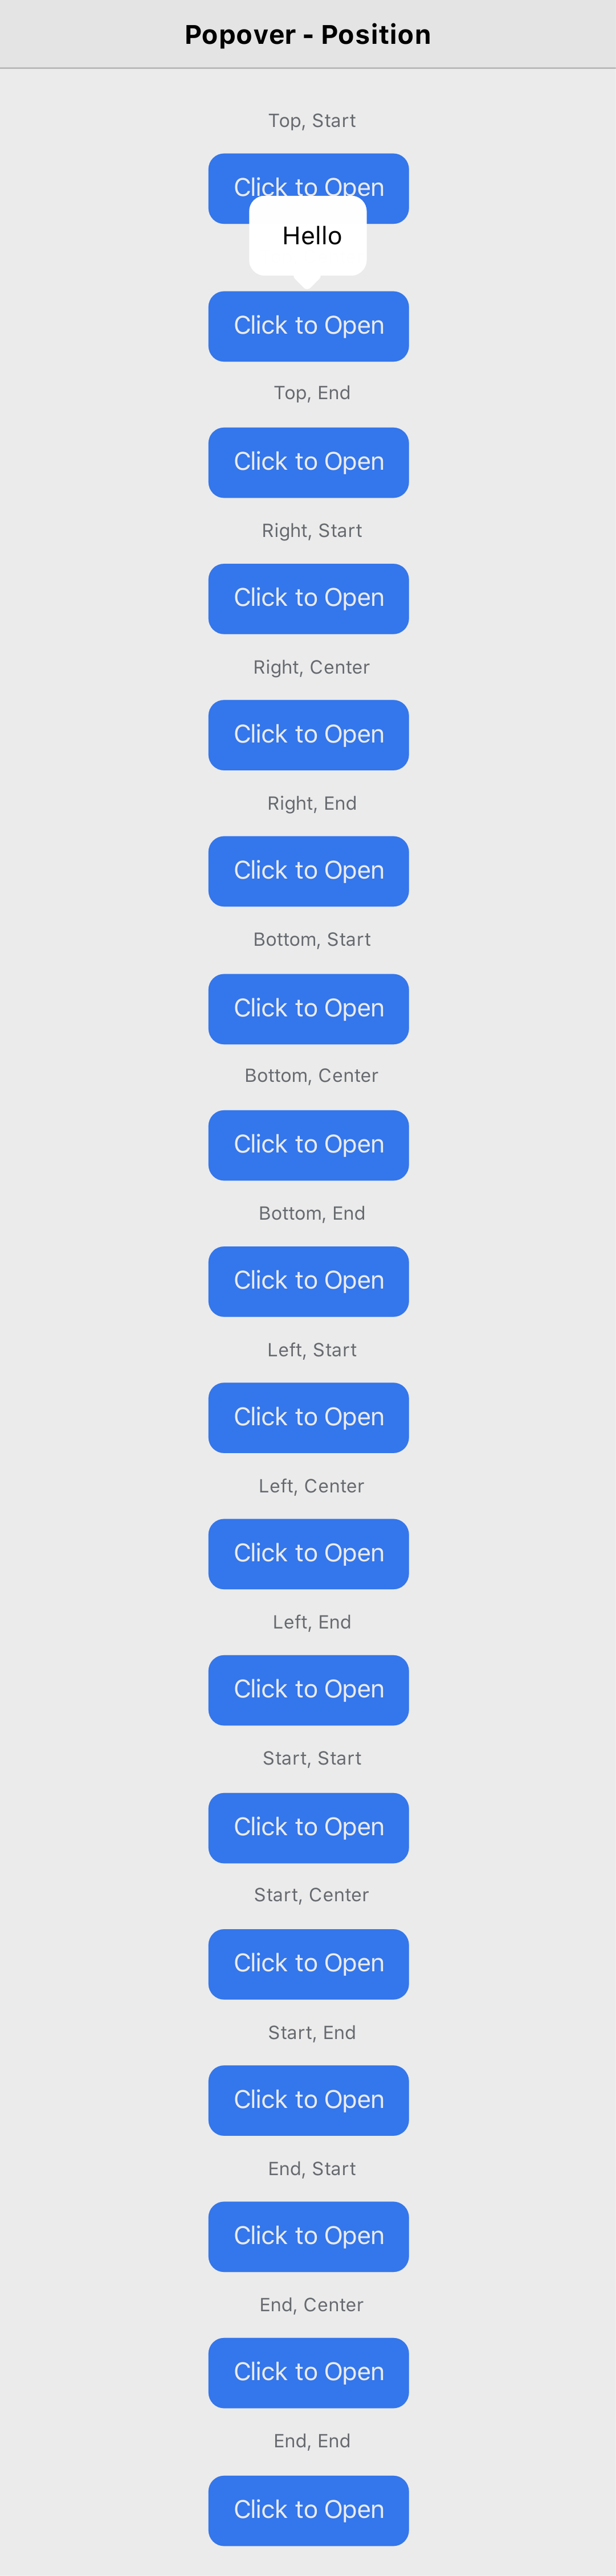 Popover - Position
Top, Start
Click to Open
Hello
Click to Open
Top, End
Click to Open
Right, Start
Click to Open
Right, Center
Click to Open
Right, End
Click to Open
Bottom, Start
Click to Open
Bottom, Center
Click to Open
Bottom, End
Click to Open
Left, Start
Click to Open
Left, Center
Click to Open
Left, End
Click to Open
Start, Start
Click to Open
Start, Center
Click to Open
Start, End
Click to Open
End, Start
Click to Open
End, Center
Click to Open
End, End
Click to Open